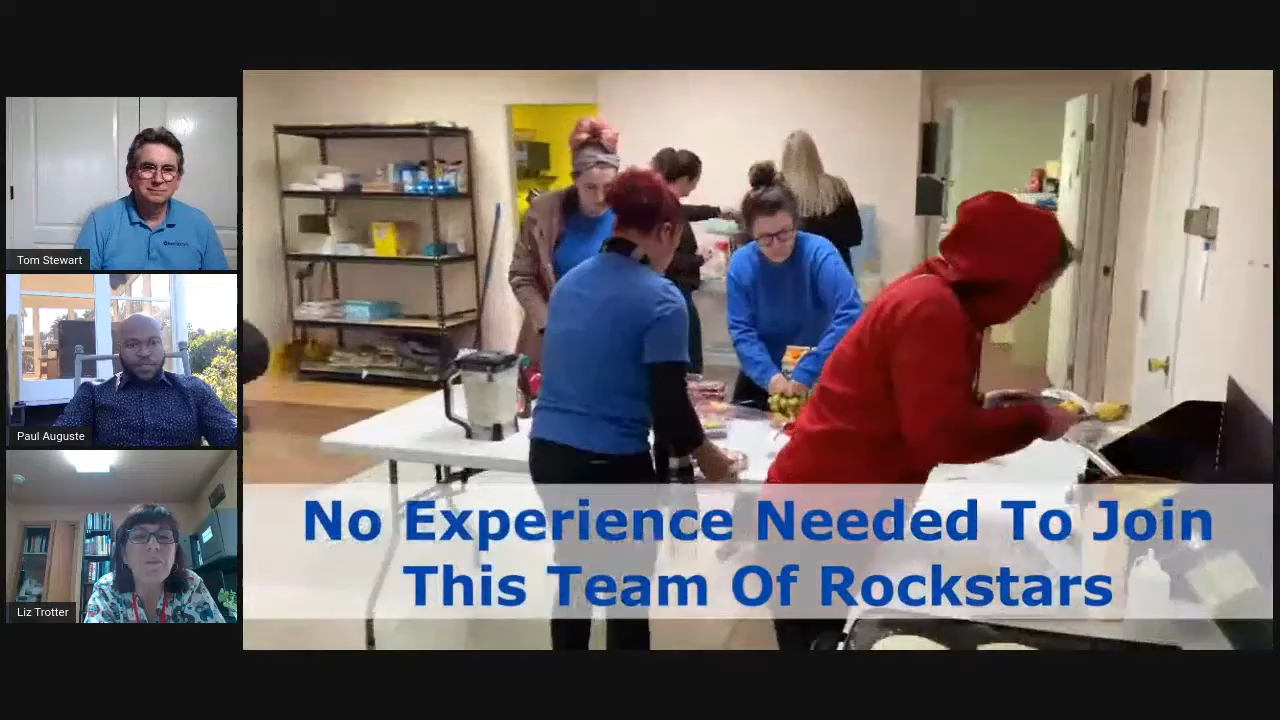 Tom Stewart
Paul Auguste
Liz Trotter
No Experience Needed To Join
This Team Of Rockstars